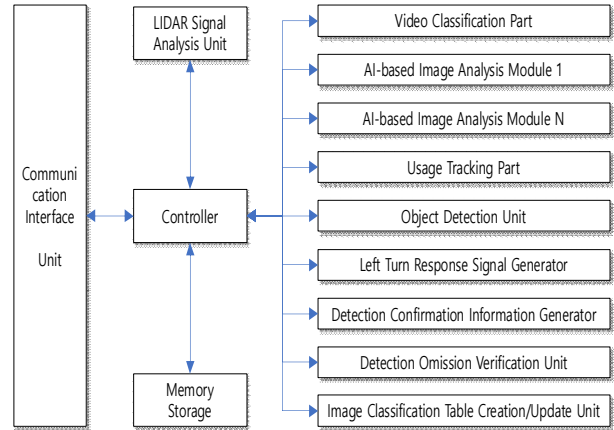 Communi
cation
Interface
Unit
LIDAR Signal
Analysis Unit
Controller
Memory
Storage
Video Classification Part
AI-based Image Analysis Module 1
AI-based Image Analysis Module N
Usage Tracking Part
Object Detection Unit
Left Turn Response Signal Generator
Detection Confirmation Information Generator
Detection Omission Verification Unit
Image Classification Table Creation/Update Unit